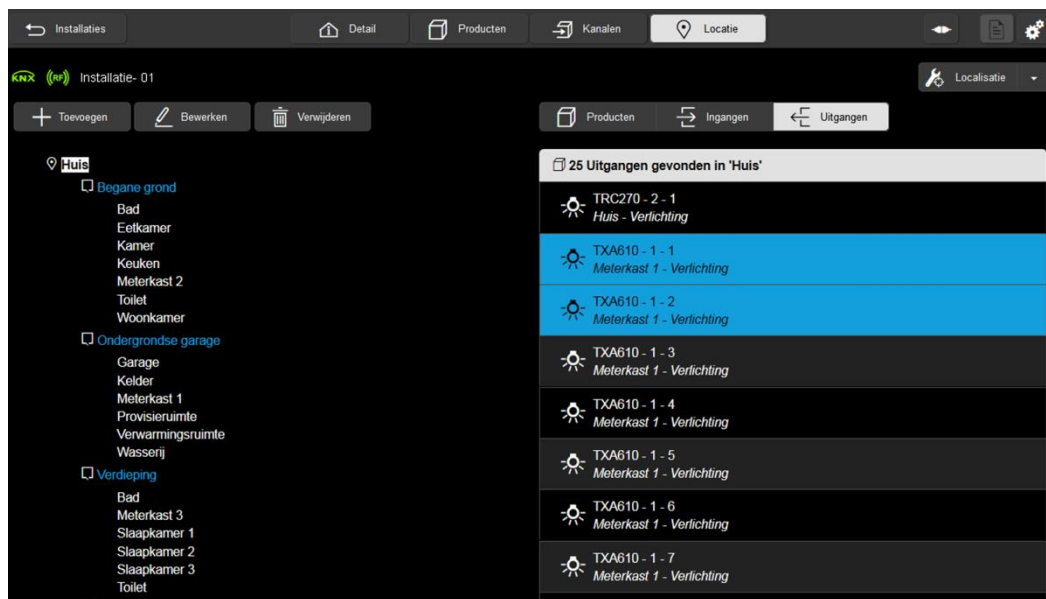 Installaties
Detail
Producten
Kanalen
Locatie
KNX ((RF)) Installatie- 01
Localisatie
Toevoegen
Bewerken
Verwijderen
Producten
Ingangen
Uitgangen
Huis
Begane grond
Bad
Eetkamer
Kamer
Keuken
Meterkast 2
Toilet
Woonkamer
Ondergrondse garage
Garage
Kelder
Meterkast 1
Provisieruimte
Verwarmingsruimte
Wasserij
Verdieping
Bad
Meterkast 3
Slaapkamer 1
Slaapkamer 2
Slaapkamer 3
Toilet
25 Uitgangen gevonden in 'Huis'
TRC270 - 2 - 1
Huis - Verlichting
TXA610 - 1 - 1
Meterkast 1 - Verlichting
TXA610 - 1 - 2
Meterkast 1 - Verlichting
TXA610 - 1 - 3
Meterkast 1 - Verlichting
TXA610 - 1 - 4
Meterkast 1 - Verlichting
TXA610 - 1 - 5
Meterkast 1 - Verlichting
TXA610 - 1 - 6
Meterkast 1 - Verlichting
TXA610 - 1 - 7
Meterkast 1 - Verlichting